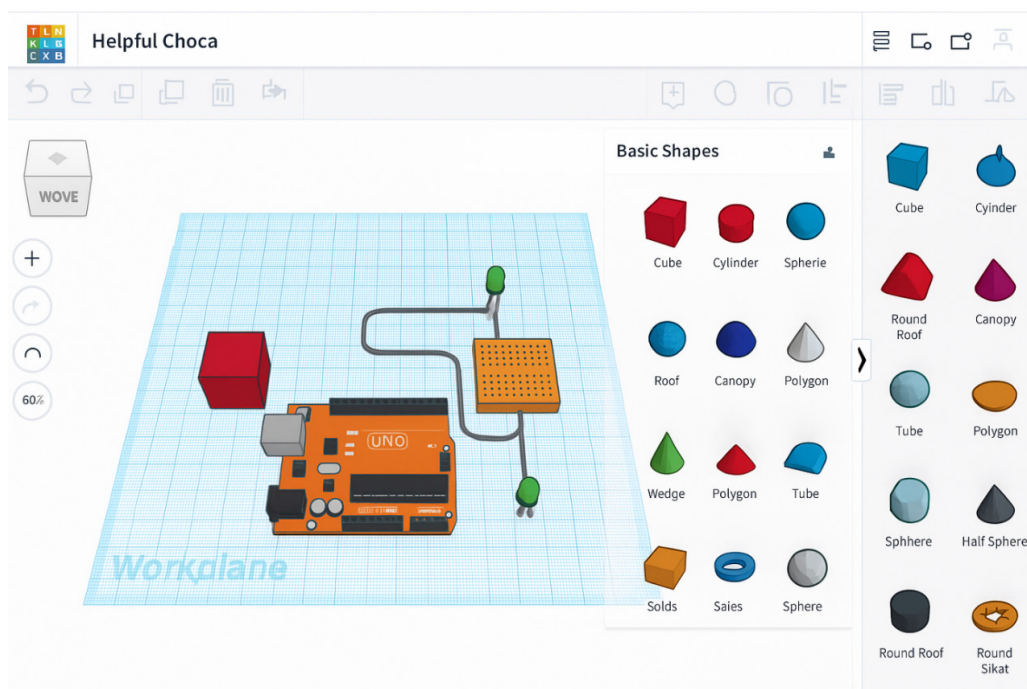 TLN
KLG
CXB
Helpful Choca
WOVE
60%
Basic Shapes
Cube
Cylinder
Spherie
Roof
Canopy
Polygon
Wedge
Polygon
Tube
Solds
Saies
Sphere
Cube
Cyinder
Round
Roof
Canopy
Tube
Polygon
Sphhere
Half Sphere
Round Roof
Round
Sikat
UNO
Workplane